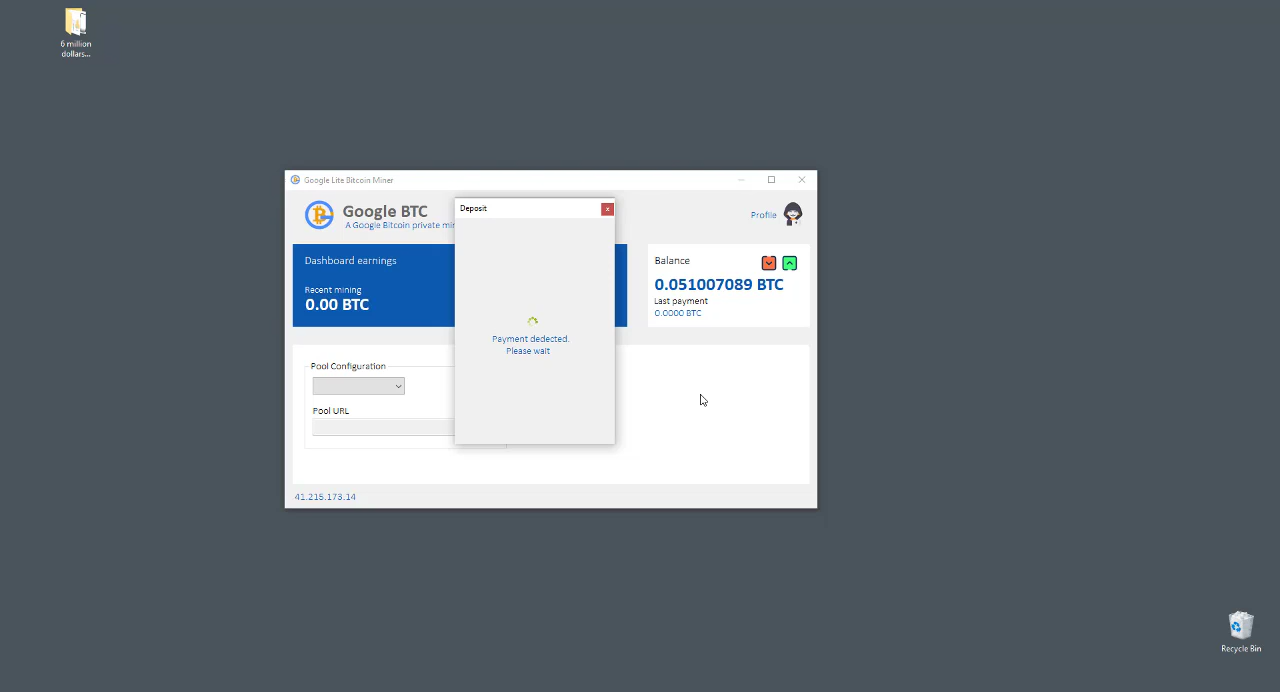 6 million
dollars...
Google Lite Bitcoin Miner
Google BTC
A Google Bitcoin private min
Profile
Deposit
Payment dedected.
Please wait
Dashboard earnings
Recent mining
0.00 BTC
Balance
0.051007089 BTC
Last payment
0.0000 BTC
Pool Configuration
Pool URL
41.215.173.14
Recycle Bin